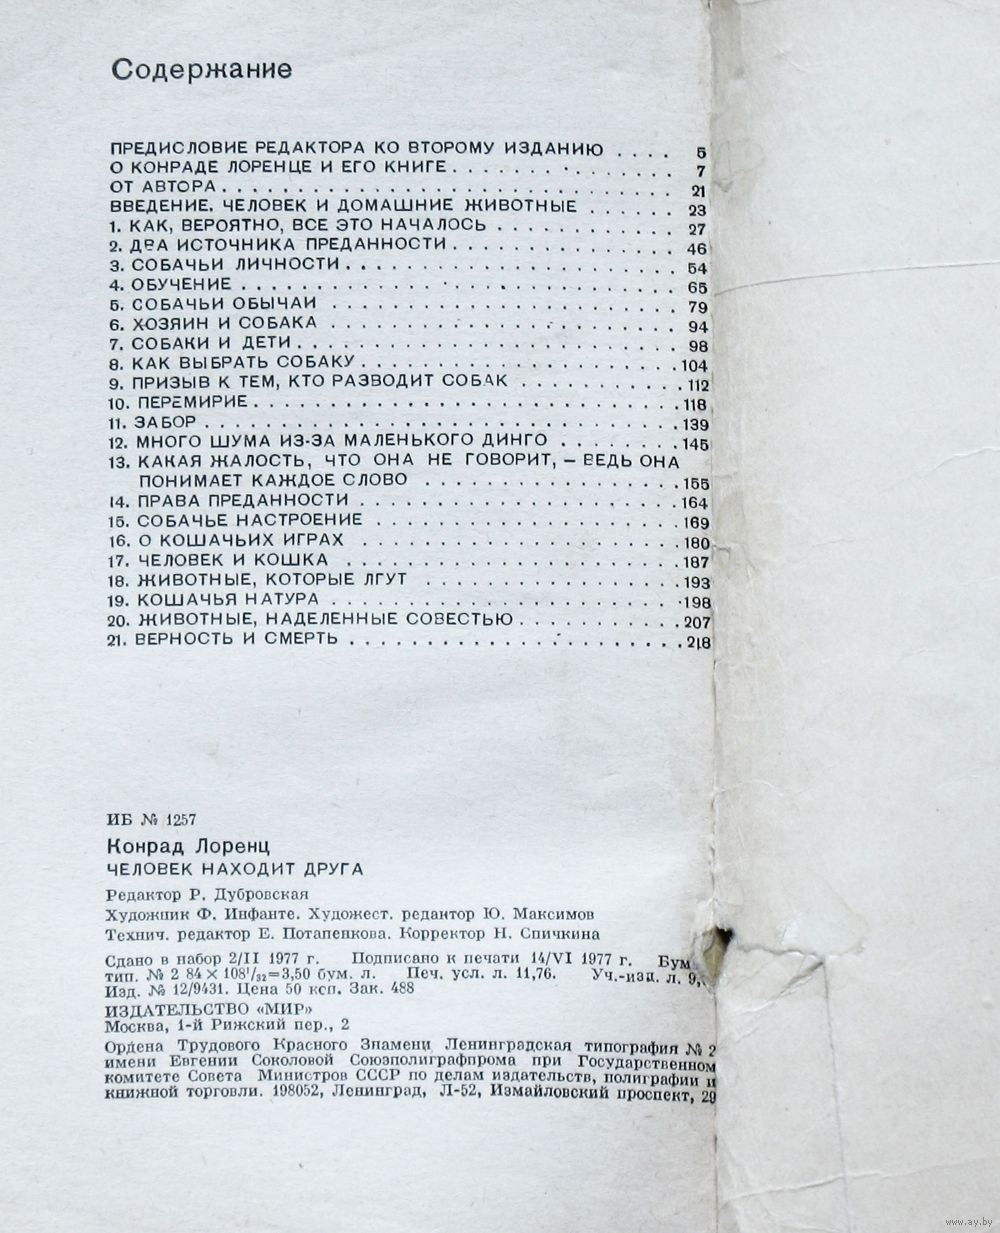 Содержание
ПРЕДИСЛОВИЕ РЕДАКТОРА КО ВТОРОМУ ИЗДАНИЮ .... 5
О КОНРАДЕ ЛОРЕНЦЕ И ЕГО КНИГЕ............ 7
ОТ АВТОРА........................... 21
ВВЕДЕНИЕ. ЧЕЛОВЕК И ДОМАШНИЕ ЖИВОТНЫЕ ...... 23
1. КАК, ВЕРОЯТНО, ВСЕ ЭТО НАЧАЛОСЬ .......... 27
2. ДВА ИСТОЧНИКА ПРЕДАННОСТИ............ 46
3. СОБАЧЬИ ЛИЧНОСТИ.................. 54
4. ОБУЧЕНИЕ ....................... 65
5. СОБАЧЬИ ОБЫЧАИ ................... 79
6. ХОЗЯИН И СОБАКА ................... 94
7. СОБАКИ И ДЕТИ..................... 98
8. КАК ВЫБРАТЬ СОБАКУ ................. 104
9. ПРИЗЫВ К ТЕМ, КТО РАЗВОДИТ СОБАК ......... 112
10. ПЕРЕМИРИЕ........................ 118
11. ЗАБОР .......................... 139
12. МНОГО ШУМА ИЗ-ЗА МАЛЕНЬКОГО ДИНГО ....... 145
13. КАКАЯ ЖАЛОСТЬ, ЧТО ОНА НЕ ГОВОРИТ, – ВЕДЬ ОНА
ПОНИМАЕТ КАЖДОЕ СЛОВО .............. 155
14. ПРАВА ПРЕДАННОСТИ ................. 164
15. СОБАЧЬЕ НАСТРОЕНИЕ ................ 169
16. О КОШАЧЬИХ ИГРАХ ................. 180
17. ЧЕЛОВЕК И КОШКА ................... 187
18. ЖИВОТНЫЕ, КОТОРЫЕ ЛГУТ .............. 193
19. КОШАЧЬЯ НАТУРА ................... 198
20. ЖИВОТНЫЕ, НАДЕЛЕННЫЕ СОВЕСТЬЮ......... 207
21. ВЕРНОСТЬ И СМЕРТЬ .................. 218
ИБ № 1257
Конрад Лоренц
ЧЕЛОВЕК НАХОДИТ ДРУГА
Редактор Р. Дубровская
Художник Ф. Инфанте. Художест. редактор Ю. Максимов
Технич. редактор Е. Потапенкова. Корректор Н. Спичкина
Сдано в набор 2/II 1977 г. Подписано к печати 14/VI 1977 г. Бум
тип. № 2 84×108¹/₃₂=3,50 бум. л. Печ. усл. л. 11,76. Уч.-изд. л. 9,
Изд. № 12/9431. Цена 50 коп. Зак. 488
ИЗДАТЕЛЬСТВО «МИР»
Москва, 1-й Рижский пер., 2
Ордена Трудового Красного Знамени Ленинградская типография № 2
имени Евгении Соколовой Союзполиграфпрома при Государственном
комитете Совета Министров СССР по делам издательств, полиграфии и
книжной торговли. 198052, Ленинград, Л-52, Измайловский проспект, 29
www.ay.by